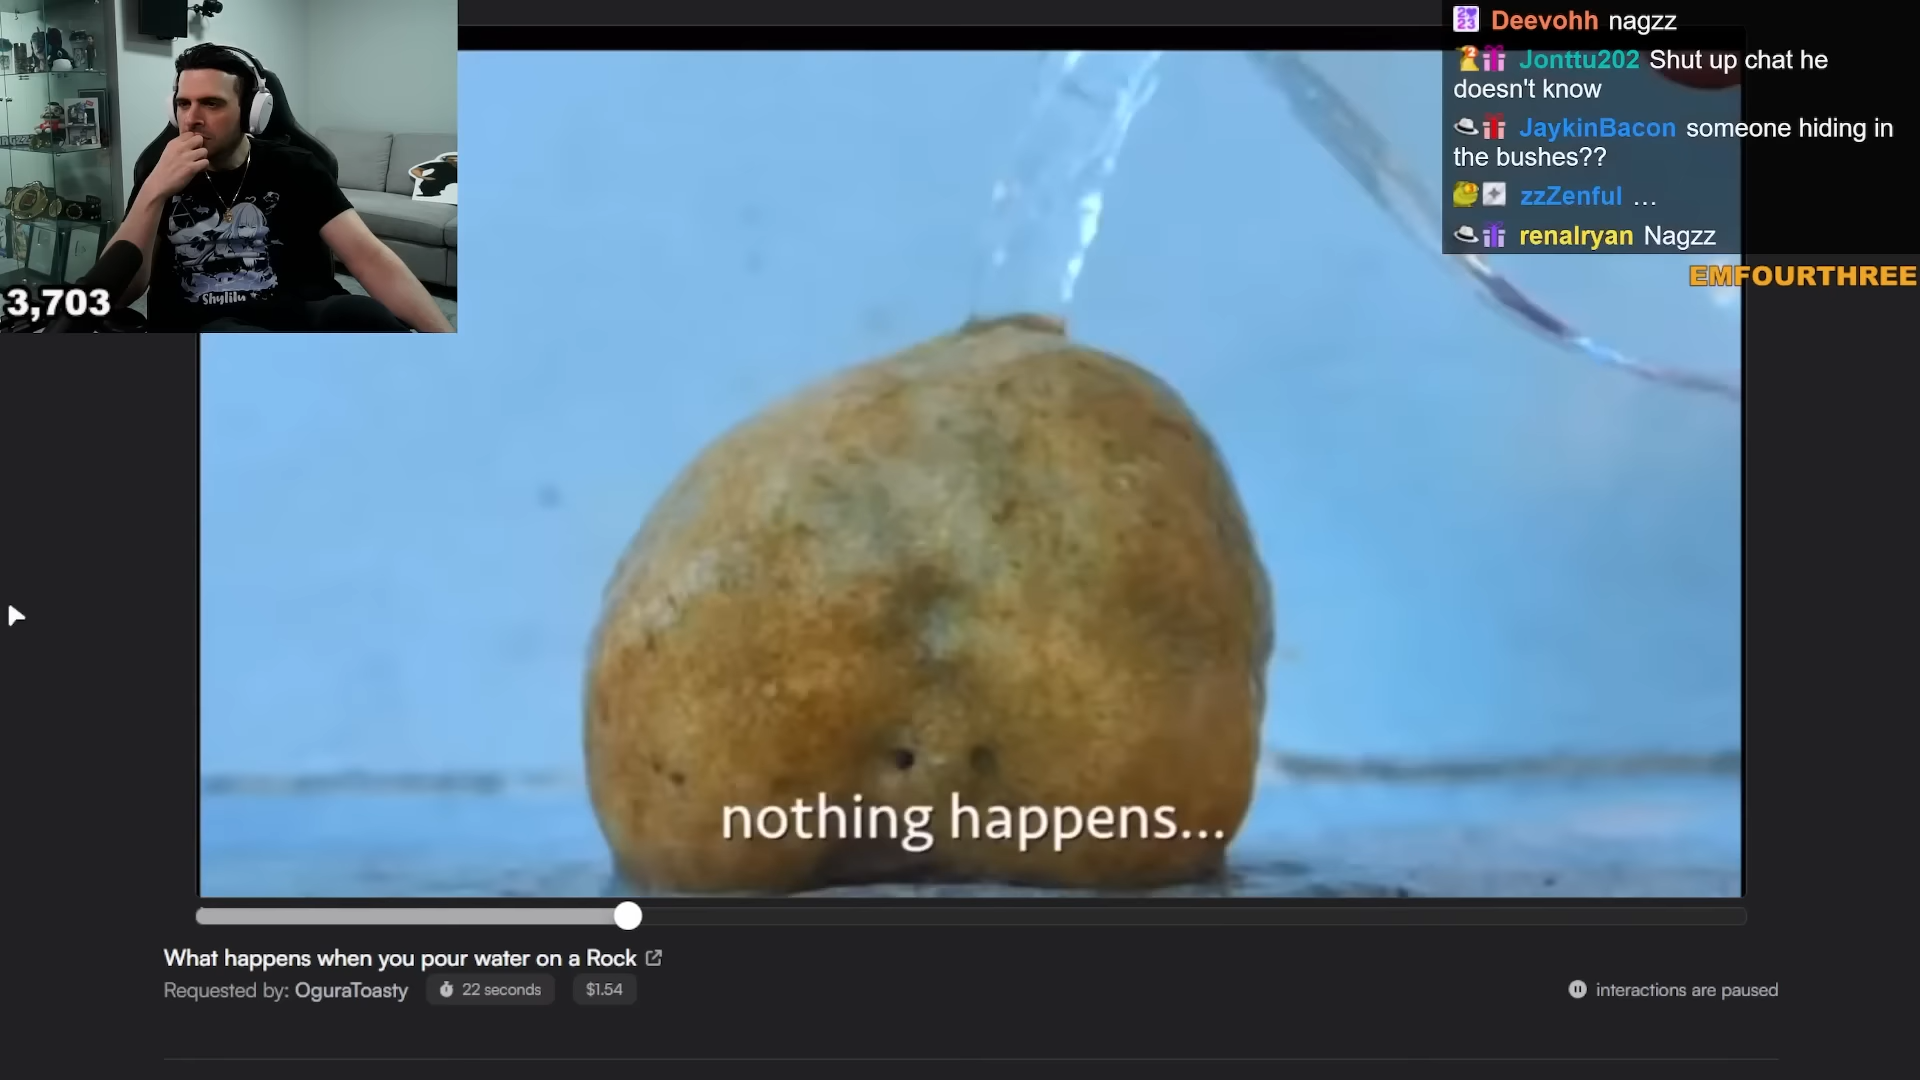 Deevohh nagzz
Jonttu202 Shut up chat he
doesn't know
JaykinBacon someone hiding in
the bushes??
zzZenful ...
renalryan Nagzz
EMFOURTHREE
3,703
Shylilu
nothing happens...
What happens when you pour water on a Rock
Requested by: OguraToasty 22 seconds $1.54
interactions are paused